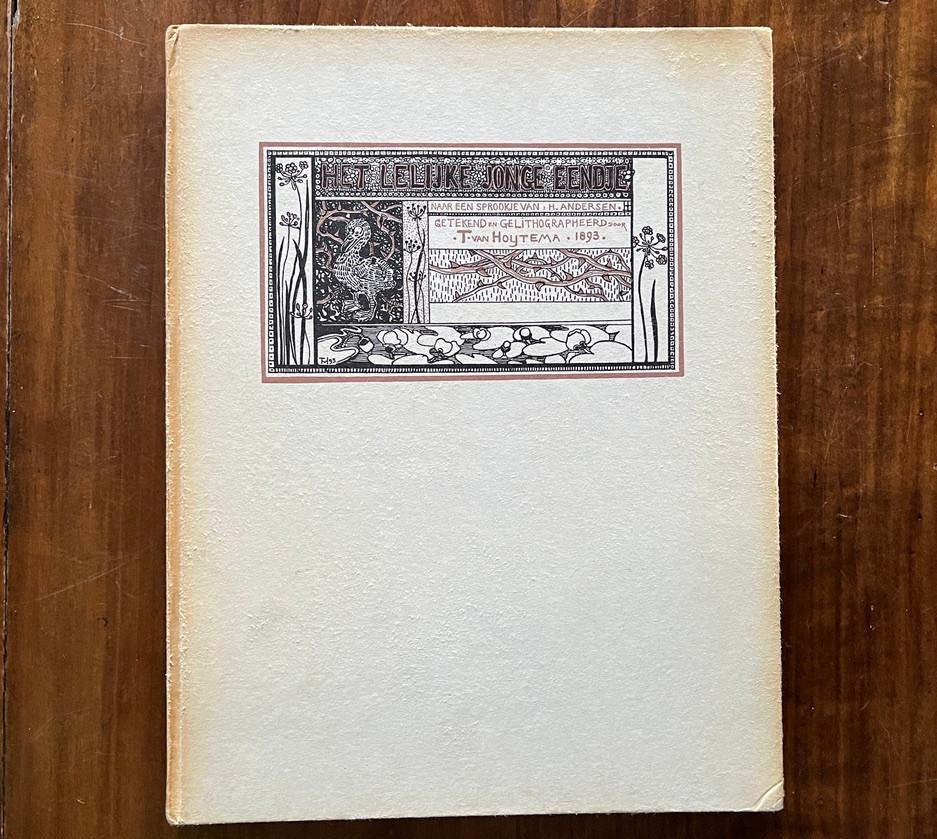 HET LELIJKE JONGE EENDJE
NAAR EEN SPROOKJE VAN : H. ANDERSEN.
GETEKEND EN GELITHOGRAPHEERD DOOR
·T·VAN HOYTEMA · 1893·